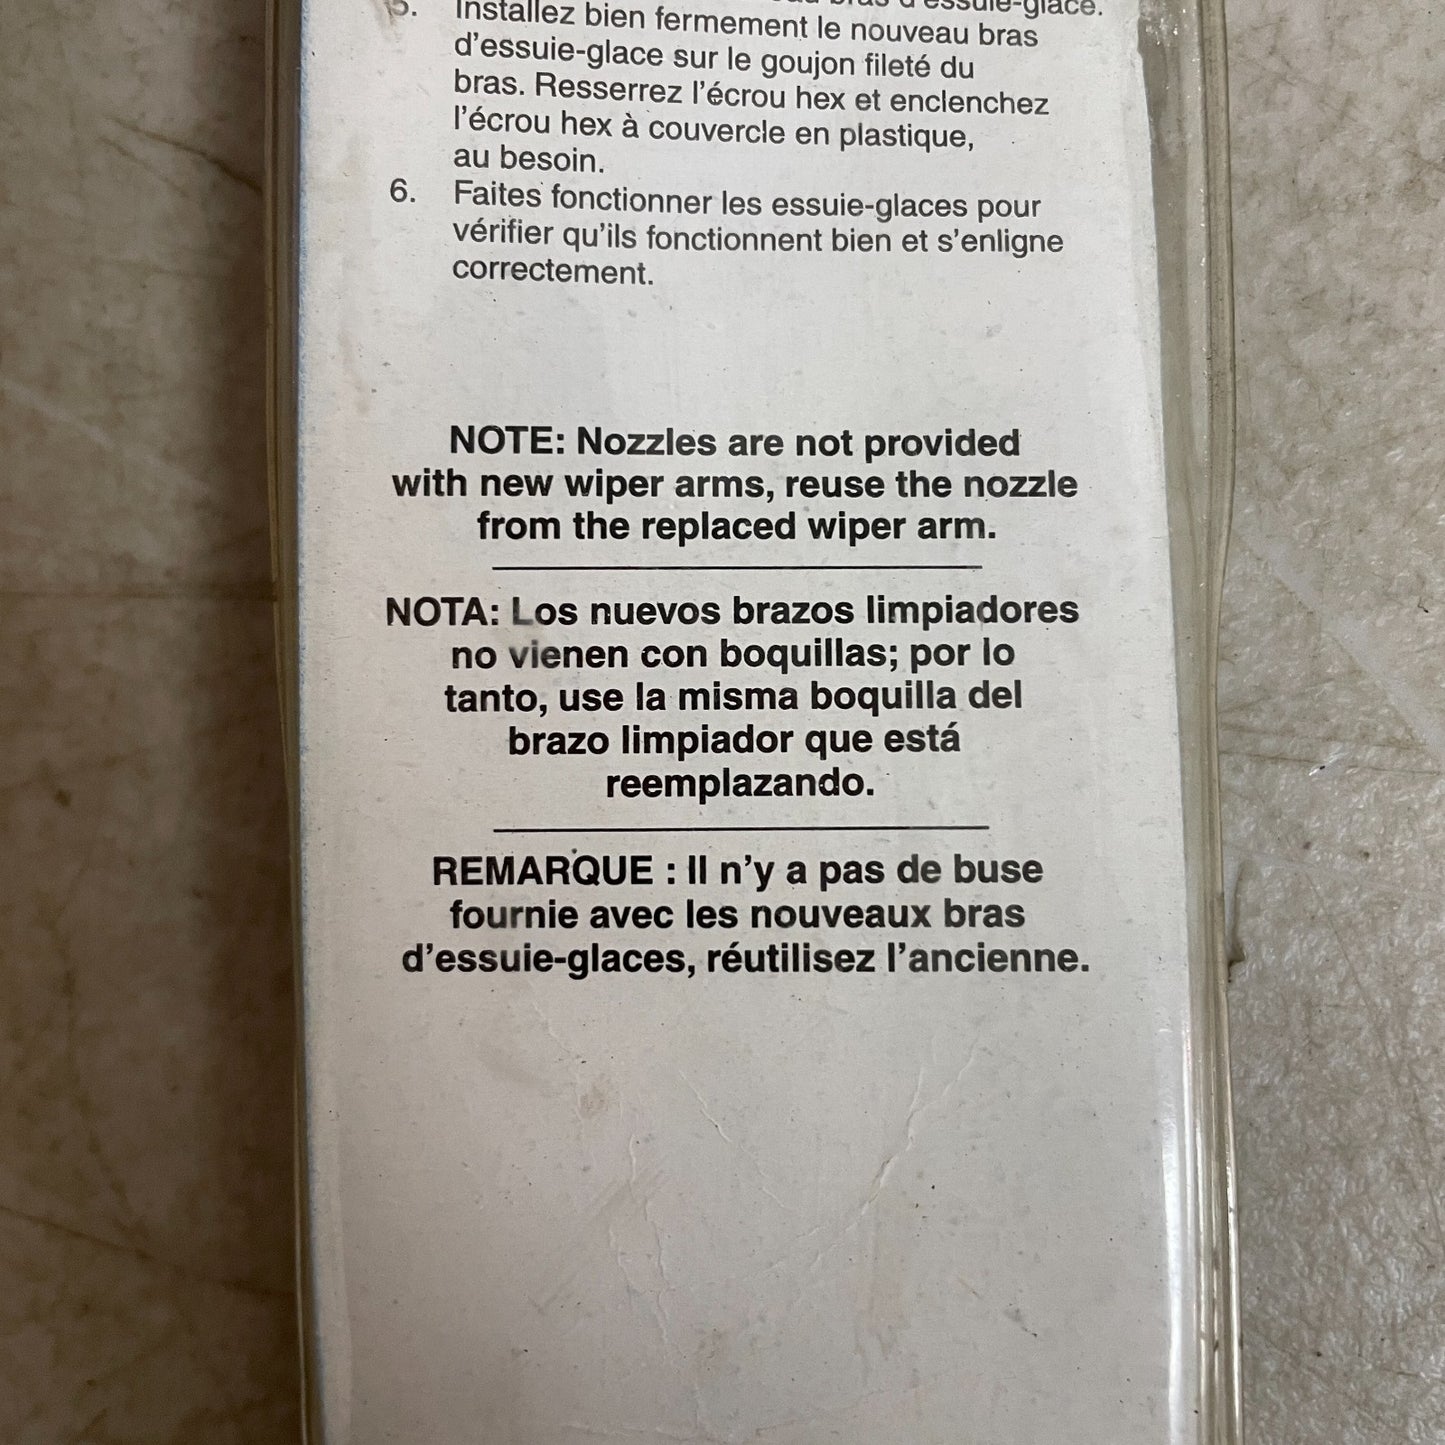 bras d'essuie-glace.
5. Installez bien fermement le nouveau bras
d'essuie-glace sur le goujon fileté du
bras. Resserrez l'écrou hex et enclenchez
l'écrou hex à couvercle en plastique,
au besoin.
6. Faites fonctionner les essuie-glaces pour
vérifier qu'ils fonctionnent bien et s'enligne
correctement.
NOTE: Nozzles are not provided
with new wiper arms, reuse the nozzle
from the replaced wiper arm.
NOTA: Los nuevos brazos limpiadores
no vienen con boquillas; por lo
tanto, use la misma boquilla del
brazo limpiador que está
reemplazando.
REMARQUE : Il n'y a pas de buse
fournie avec les nouveaux bras
d'essuie-glaces, réutilisez l'ancienne.